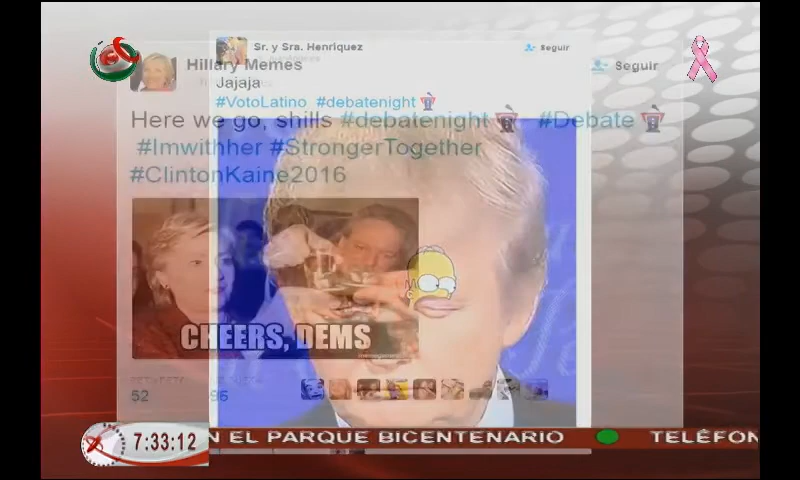 Sr. y Sra. Henríquez
Seguir
Hillary Memes
Seguir
Jajaja
#VotoLatino #debatenight
Here we go, shills #debatenight #Debate
#Imwithher #StrongerTogether
#ClintonKaine2016
CHEERS, DEMS
52 96
7:33:12
N EL PARQUE BICENTENARIO TELÉFON